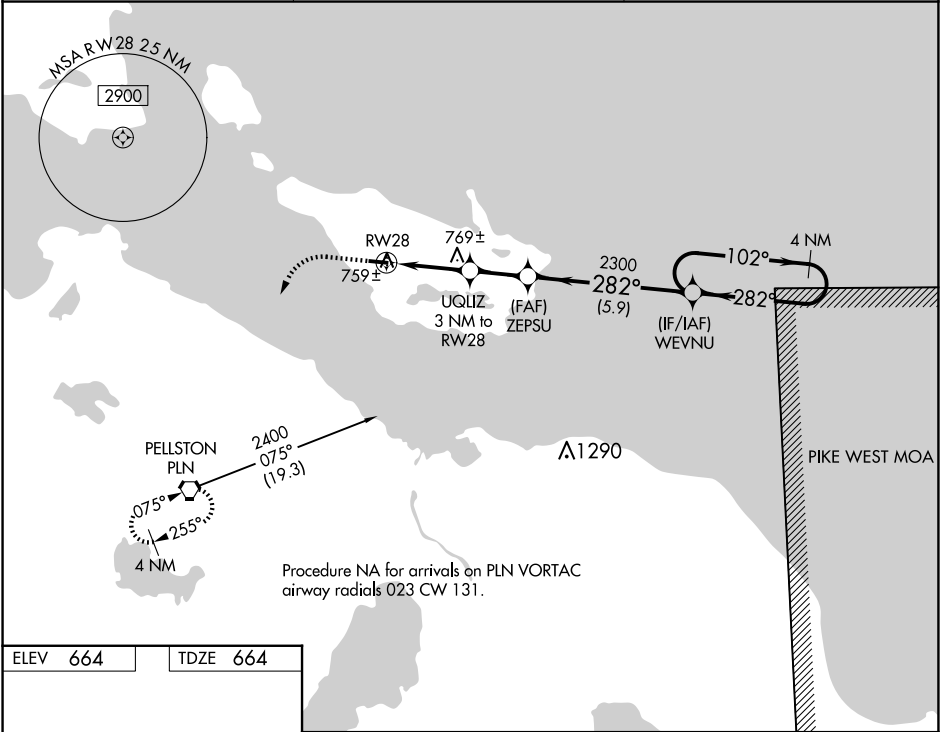 MSA RW28 25 NM
2900
RW28
759±
769±
UQLIZ
3 NM to
RW28
(FAF)
ZEPSU
2300
282°
(5.9)
(IF/IAF)
WEVNU
102°
4 NM
282°
PELLSTON
PLN
2400
075°
(19.3)
075°
255°
4 NM
1290
PIKE WEST MOA
Procedure NA for arrivals on PLN VORTAC
airway radials 023 CW 131.
ELEV 664
TDZE 664